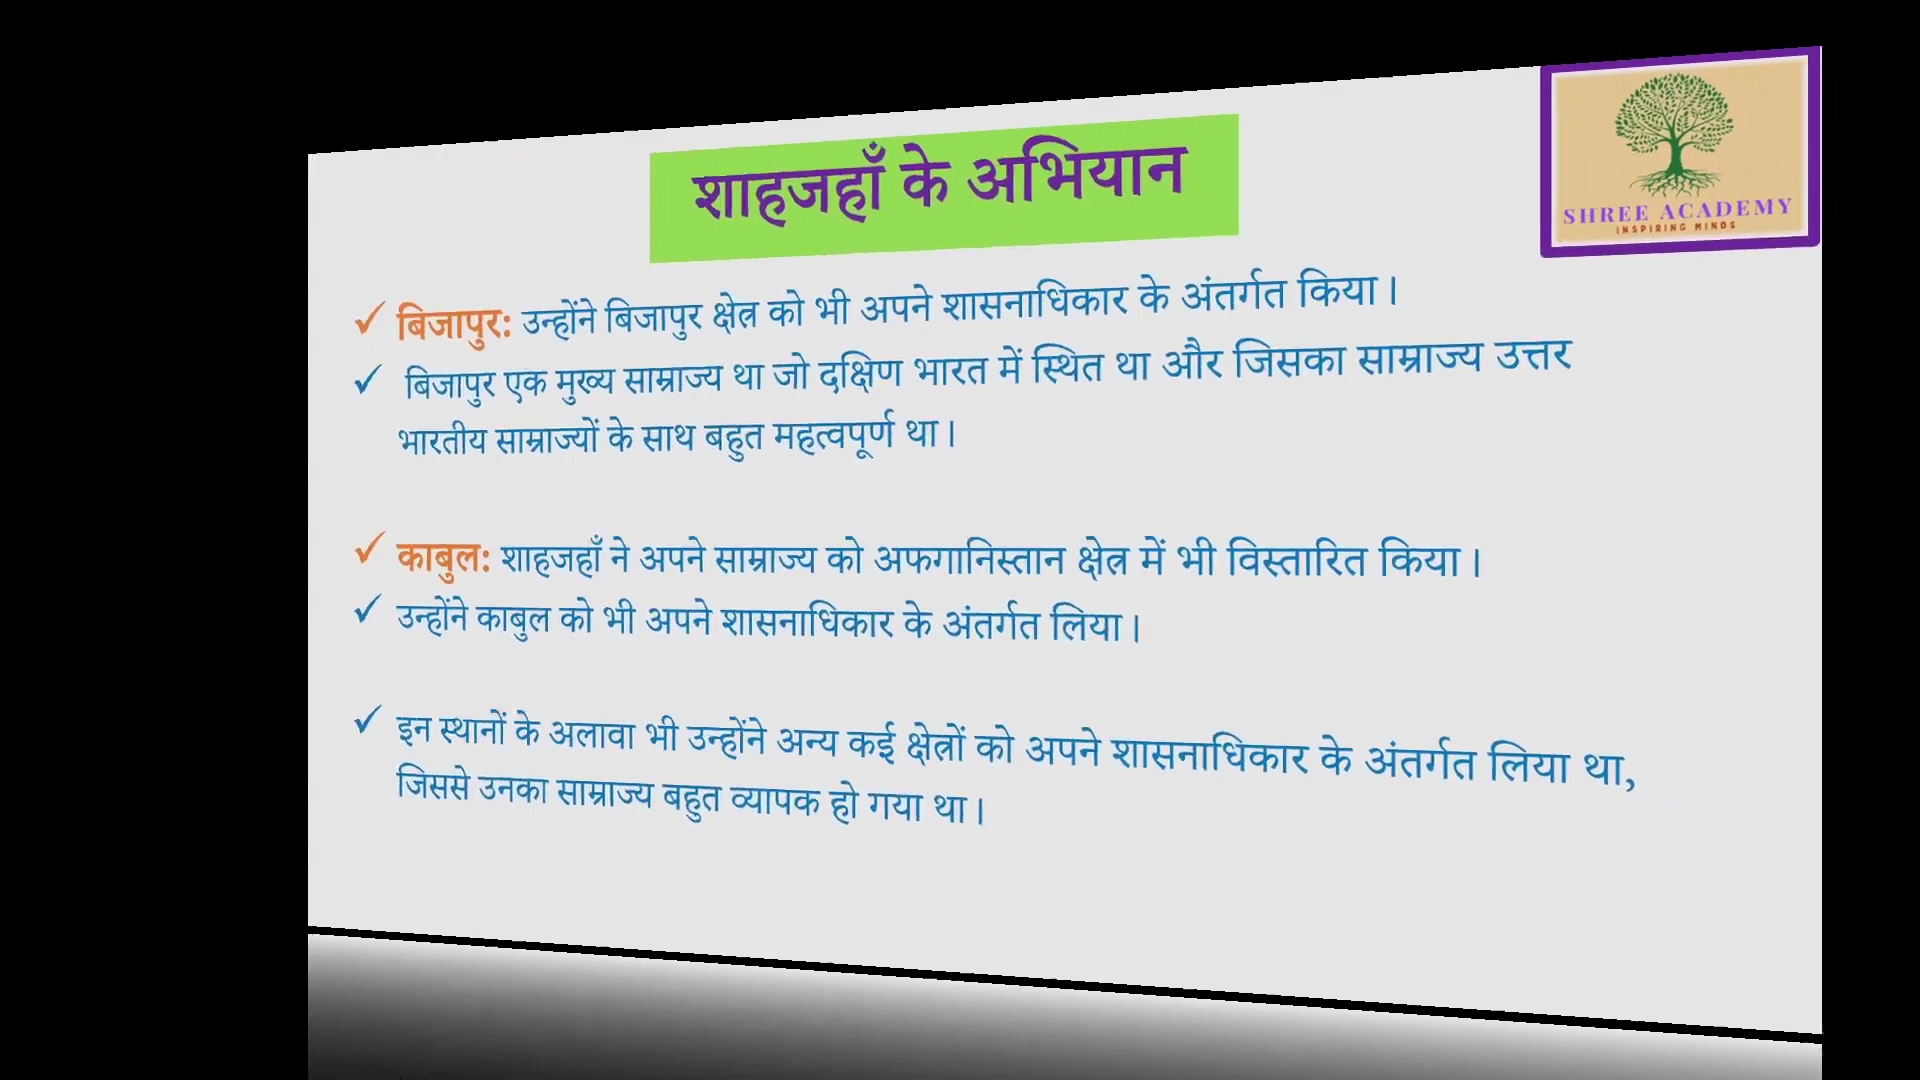 शाहजहाँ के अभियान
SHREE ACADEMY
INSPIRING MINDS
✓ बिजापुर: उन्होंने बिजापुर क्षेत्र को भी अपने शासनाधिकार के अंतर्गत किया।
✓ बिजापुर एक मुख्य साम्राज्य था जो दक्षिण भारत में स्थित था और जिसका साम्राज्य उत्तर
भारतीय साम्राज्यों के साथ बहुत महत्वपूर्ण था।
✓ काबुल: शाहजहाँ ने अपने साम्राज्य को अफगानिस्तान क्षेत्र में भी विस्तारित किया।
✓ उन्होंने काबुल को भी अपने शासनाधिकार के अंतर्गत लिया।
✓ इन स्थानों के अलावा भी उन्होंने अन्य कई क्षेत्रों को अपने शासनाधिकार के अंतर्गत लिया था,
जिससे उनका साम्राज्य बहुत व्यापक हो गया था।